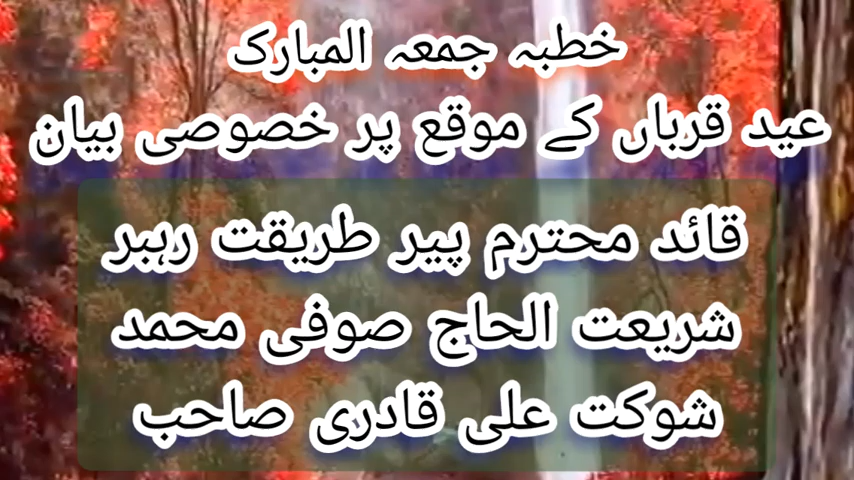 خطبہ جمعہ المبارک
عید قرباں کے موقع پر خصوصی بیان
قائد محترم پیر طریقت رہبر
شریعت الحاج صوفی محمد
شوکت علی قادری صاحب